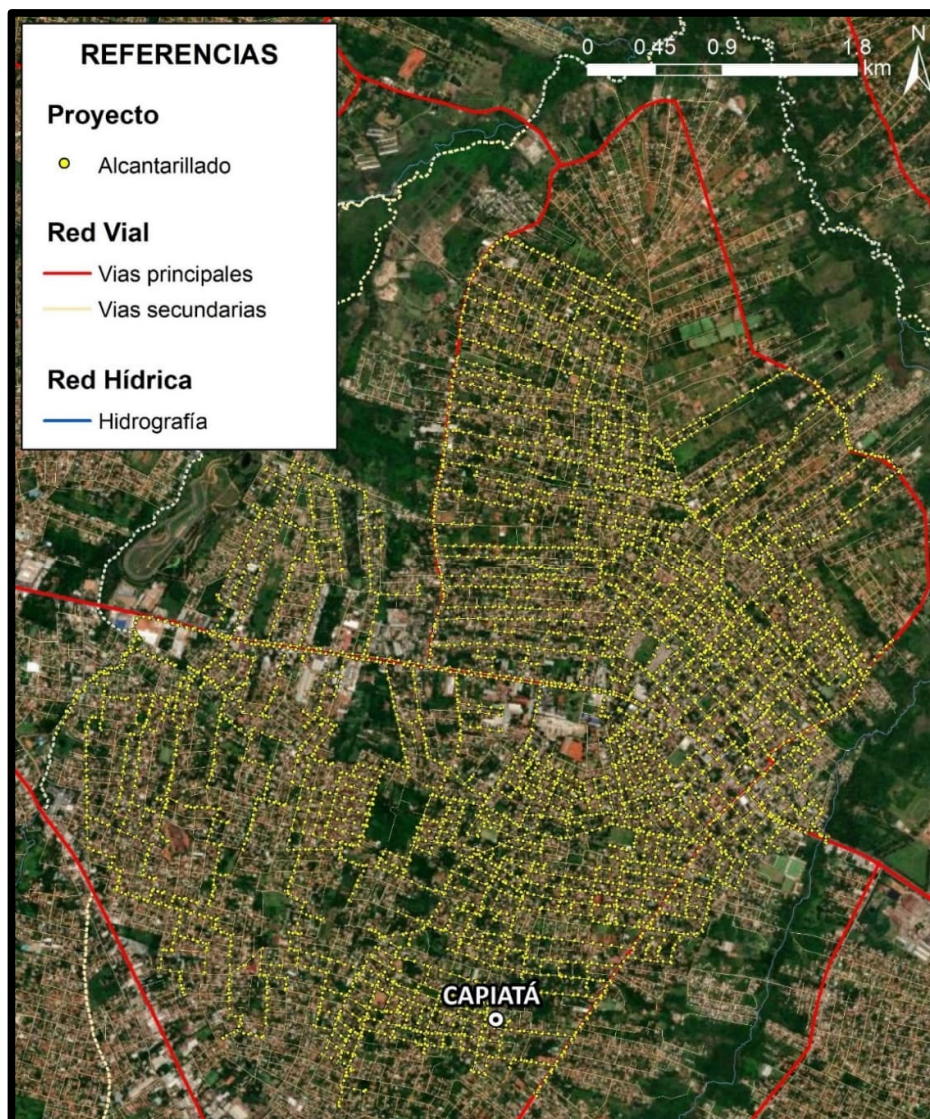 REFERENCIAS
Proyecto
Alcantarillado
Red Vial
Vias principales
Vias secundarias
Red Hídrica
Hidrografía
0 0.45 0.9 1.8
km
N
CAPIATÁ